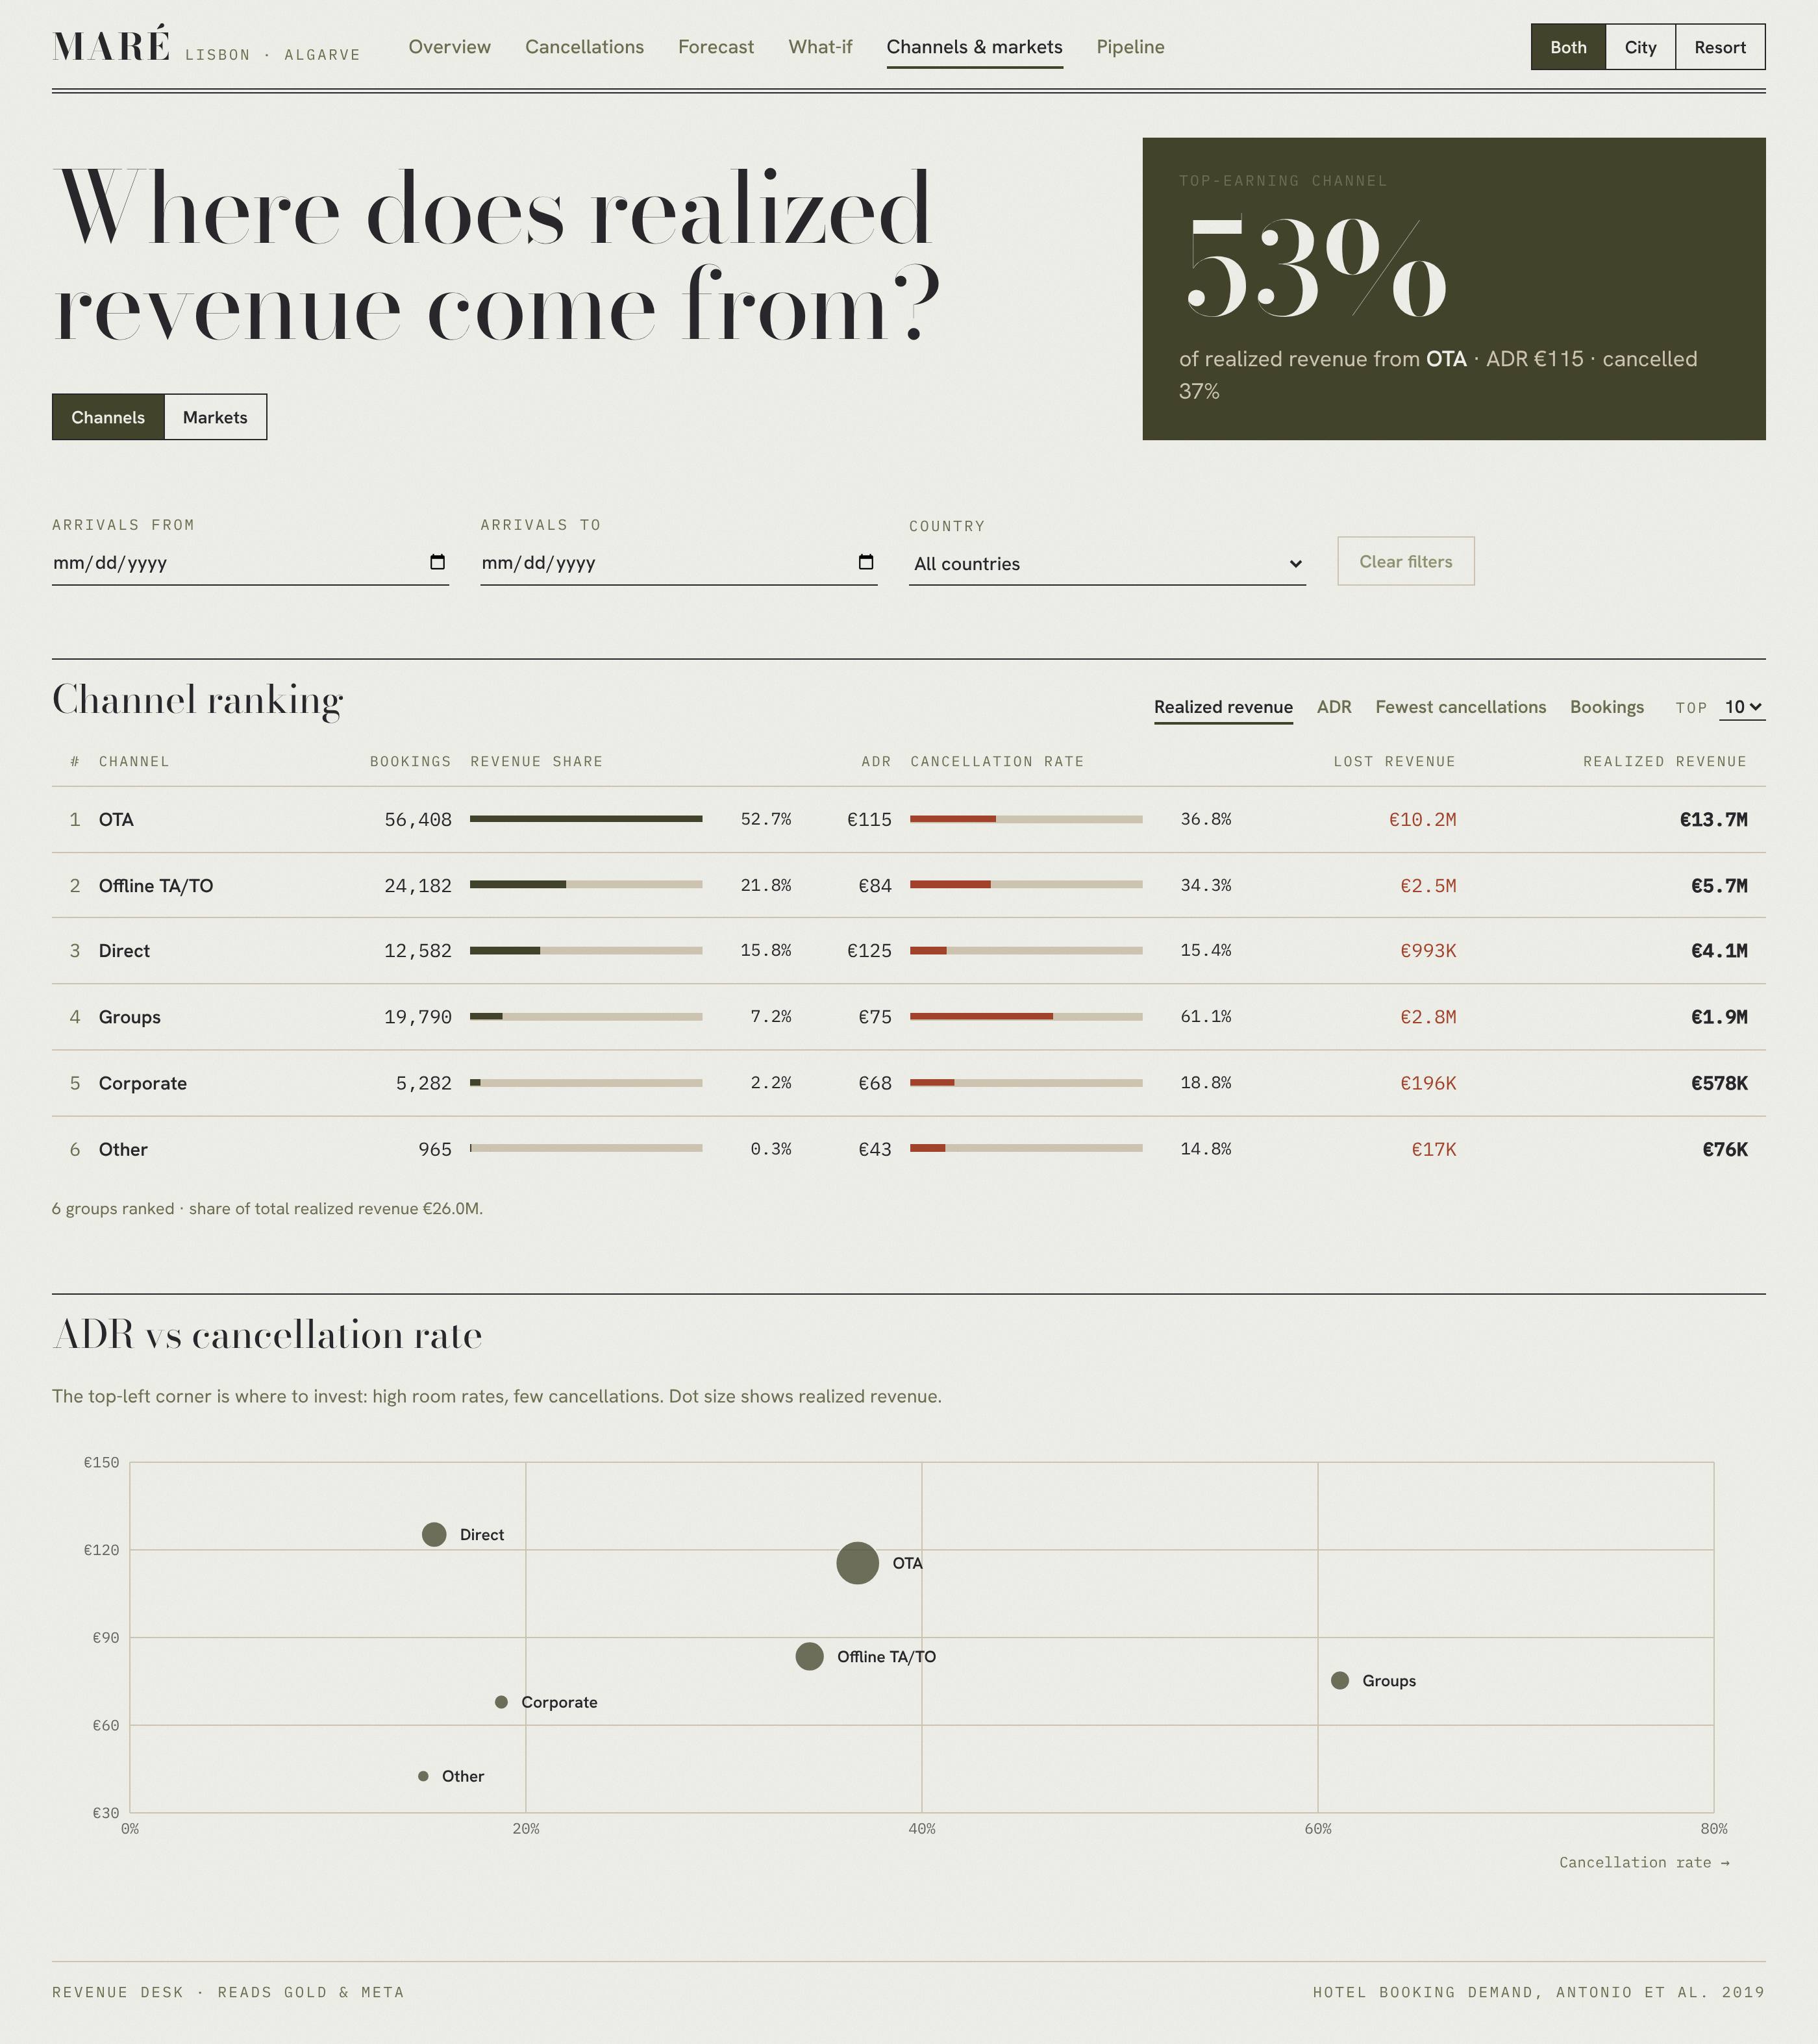 MARÉ LISBON · ALGARVE Overview Cancellations Forecast What-if Channels & markets Pipeline Both City Resort
Where does realized
revenue come from?
Channels Markets
TOP-EARNING CHANNEL
53%
of realized revenue from OTA · ADR €115 · cancelled
37%
ARRIVALS FROM ARRIVALS TO COUNTRY
mm/dd/yyyy mm/dd/yyyy All countries Clear filters
Channel ranking Realized revenue ADR Fewest cancellations Bookings TOP 10
# CHANNEL BOOKINGS REVENUE SHARE ADR CANCELLATION RATE LOST REVENUE REALIZED REVENUE
1 OTA 56,408 52.7% €115 36.8% €10.2M €13.7M
2 Offline TA/TO 24,182 21.8% €84 34.3% €2.5M €5.7M
3 Direct 12,582 15.8% €125 15.4% €993K €4.1M
4 Groups 19,790 7.2% €75 61.1% €2.8M €1.9M
5 Corporate 5,282 2.2% €68 18.8% €196K €578K
6 Other 965 0.3% €43 14.8% €17K €76K
6 groups ranked · share of total realized revenue €26.0M.
ADR vs cancellation rate
The top-left corner is where to invest: high room rates, few cancellations. Dot size shows realized revenue.
€150
Direct
€120
OTA
€90
Offline TA/TO
Groups
Corporate
€60
Other
€30
0% 20% 40% 60% 80%
Cancellation rate →
REVENUE DESK · READS GOLD & META HOTEL BOOKING DEMAND, ANTONIO ET AL. 2019